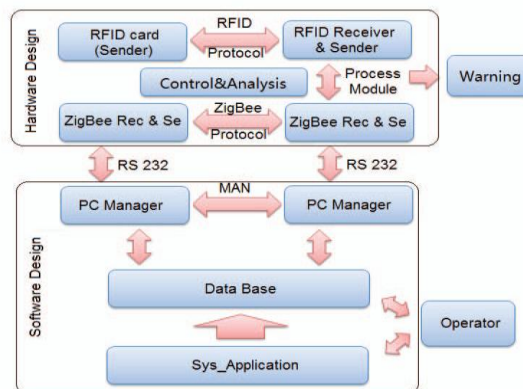 Hardware Design
RFID card
(Sender)
RFID
Protocol
RFID Receiver
& Sender
Control&Analysis
Process
Module
Warning
ZigBee Rec & Se
ZigBee
Protocol
ZigBee Rec & Se
RS 232
RS 232
Software Design
PC Manager
MAN
PC Manager
Data Base
Operator
Sys_Application